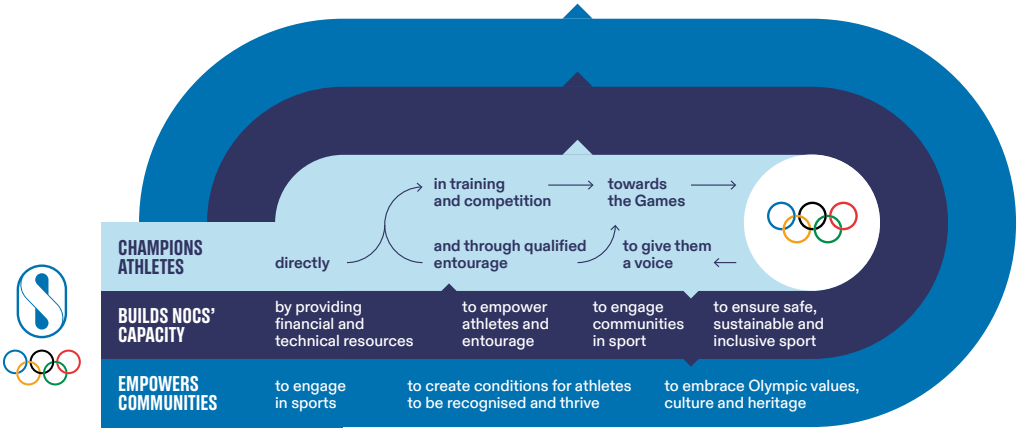 in training
and competition
towards
the Games
CHAMPIONS
ATHLETES
directly
and through qualified
entourage
to give them
a voice
BUILDS NOCS’
CAPACITY
by providing
financial and
technical resources
to empower
athletes and
entourage
to engage
communities
in sport
to ensure safe,
sustainable and
inclusive sport
EMPOWERS
COMMUNITIES
to engage
in sports
to create conditions for athletes
to be recognised and thrive
to embrace Olympic values,
culture and heritage